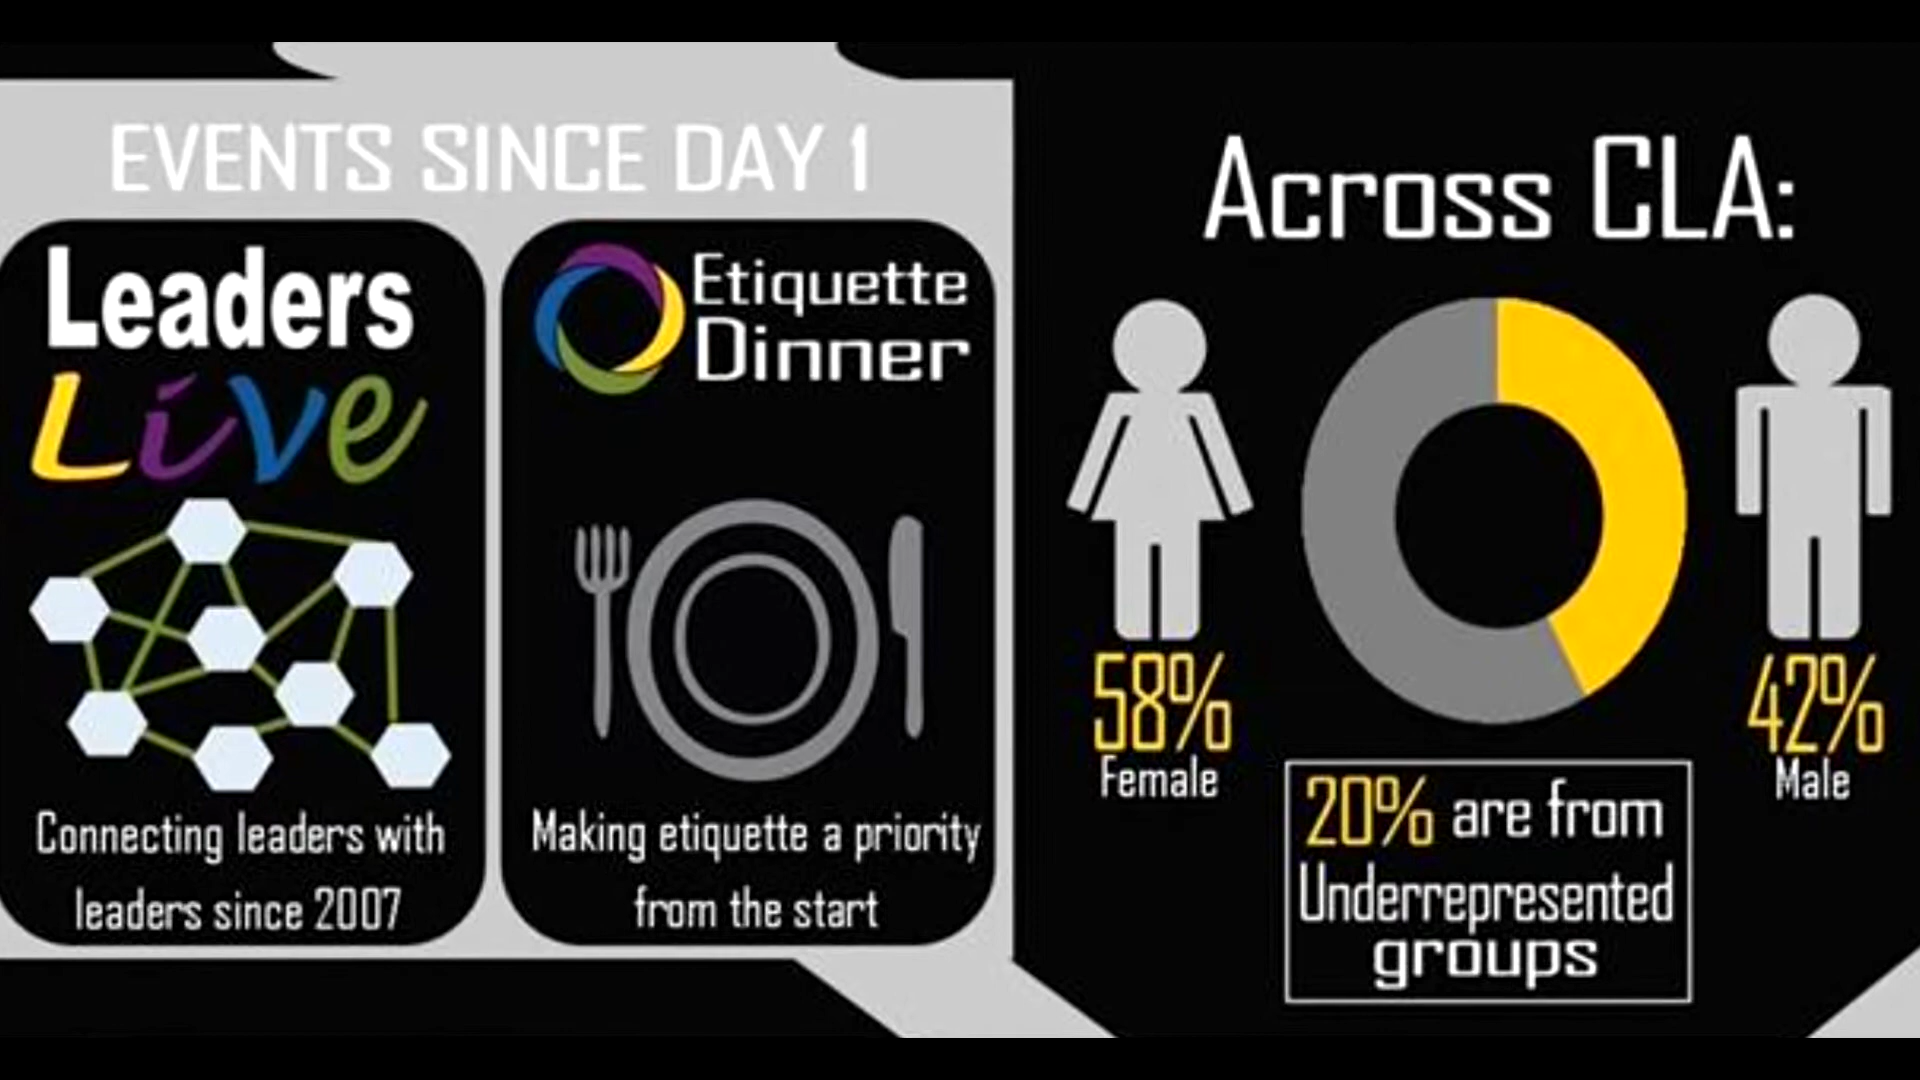 EVENTS SINCE DAY 1
Leaders
Live
Connecting leaders with
leaders since 2007
Etiquette
Dinner
Making etiquette a priority
from the start
Across CLA:
58%
Female
42%
Male
20% are from
Underrepresented
groups